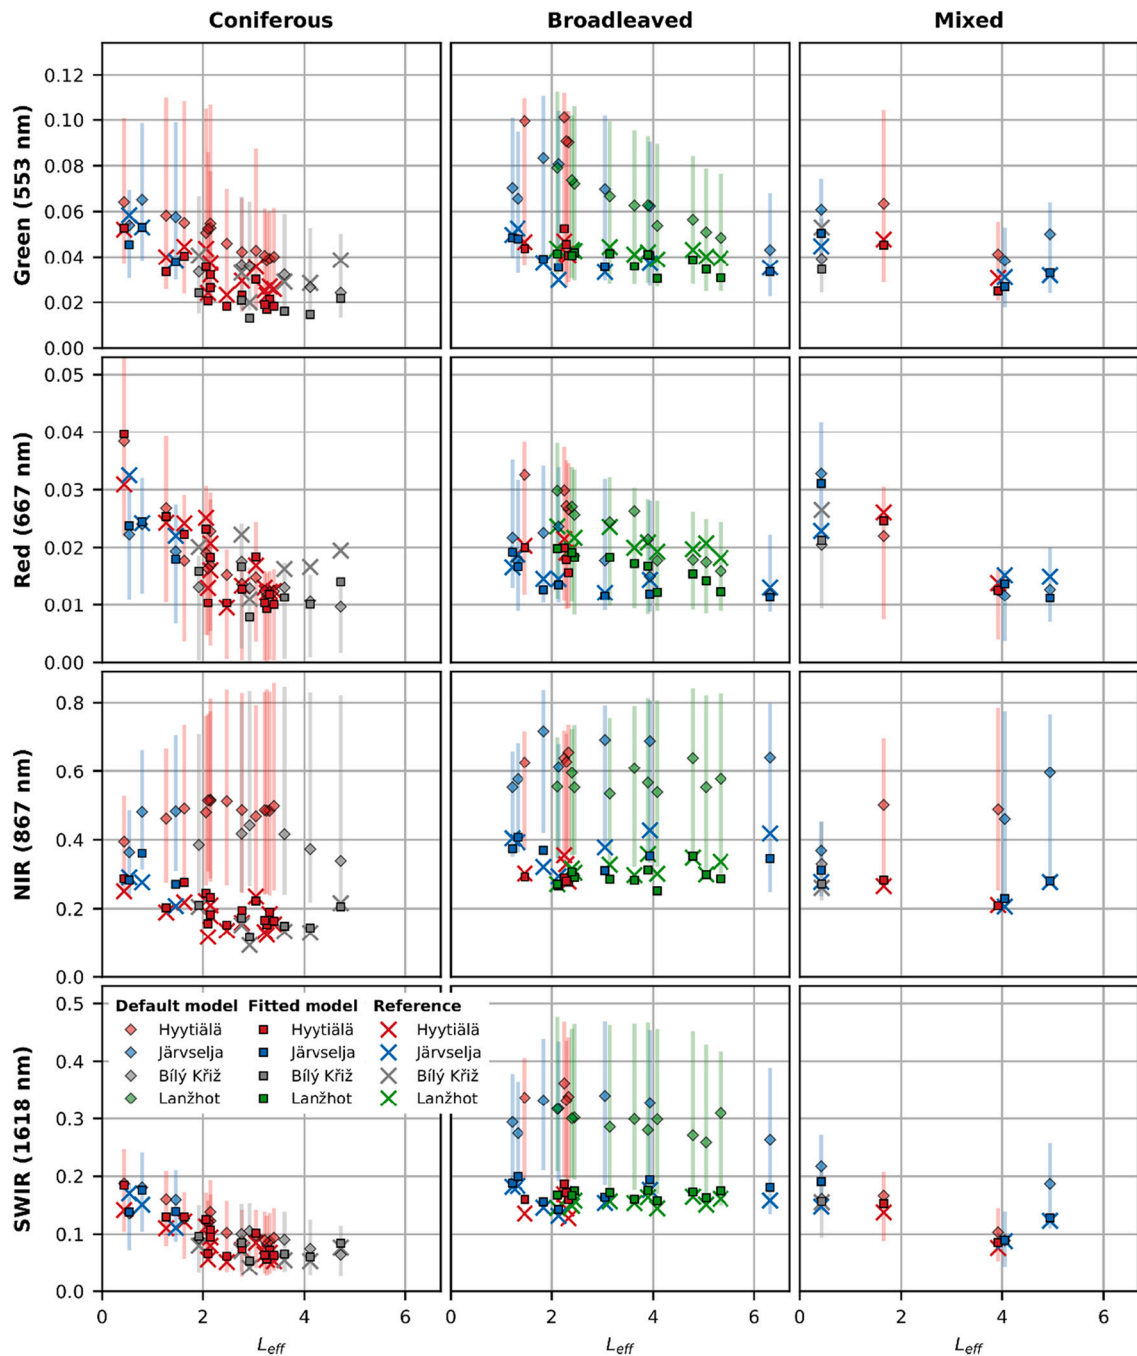 Coniferous Broadleaved Mixed
Green (553 nm)
0.12
0.10
0.08
0.06
0.04
0.02
0.00
Red (667 nm)
0.05
0.04
0.03
0.02
0.01
0.00
NIR (867 nm)
0.8
0.6
0.4
0.2
0.0
SWIR (1618 nm)
0.5
0.4
0.3
0.2
0.1
0.0
Default model Fitted model Reference
Hyytiälä Hyytiälä Hyytiälä
Järvselja Järvselja Järvselja
Bílý Křiž Bílý Křiž Bílý Křiž
Lanžhot Lanžhot Lanžhot
0 2 4 6 0 2 4 6 0 2 4 6
L_eff L_eff L_eff